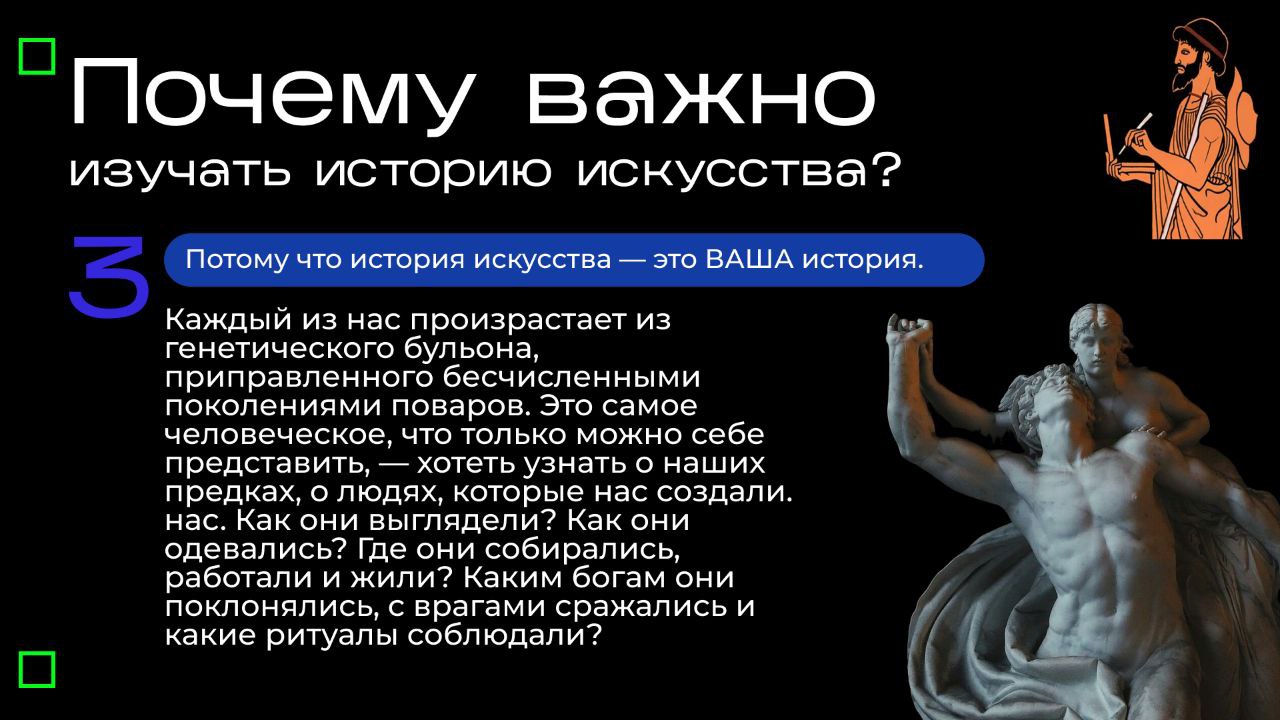 Почему важно
изучать историю искусства?
3
Потому что история искусства — это ВАША история.
Каждый из нас произрастает из
генетического бульона,
приправленного бесчисленными
поколениями поваров. Это самое
человеческое, что только можно себе
представить, — хотеть узнать о наших
предках, о людях, которые нас создали.
нас. Как они выглядели? Как они
одевались? Где они собирались,
работали и жили? Каким богам они
поклонялись, с врагами сражались и
какие ритуалы соблюдали?